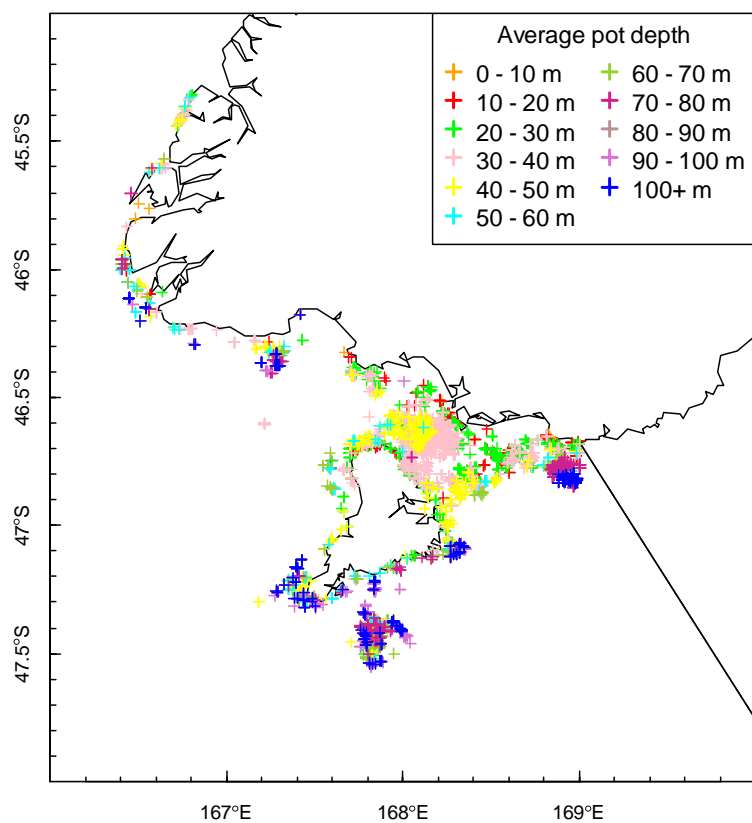 Average pot depth
0 - 10 m
10 - 20 m
20 - 30 m
30 - 40 m
40 - 50 m
50 - 60 m
60 - 70 m
70 - 80 m
80 - 90 m
90 - 100 m
100+ m
45.5°S
46°S
46.5°S
47°S
47.5°S
167°E
168°E
169°E